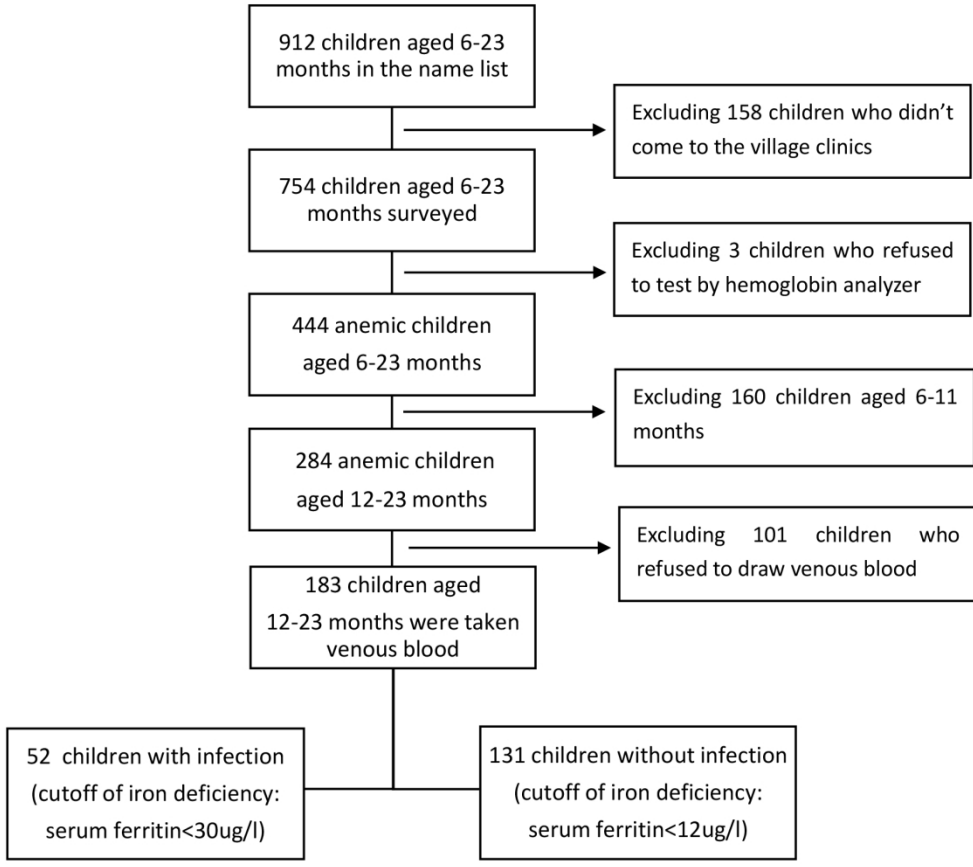 912 children aged 6-23
months in the name list
Excluding 158 children who didn’t
come to the village clinics
754 children aged 6-23
months surveyed
Excluding 3 children who refused
to test by hemoglobin analyzer
444 anemic children
aged 6-23 months
Excluding 160 children aged 6-11
months
284 anemic children
aged 12-23 months
Excluding 101 children who
refused to draw venous blood
183 children aged
12-23 months were taken
venous blood
52 children with infection
(cutoff of iron deficiency:
serum ferritin<30ug/l)
131 children without infection
(cutoff of iron deficiency:
serum ferritin<12ug/l)